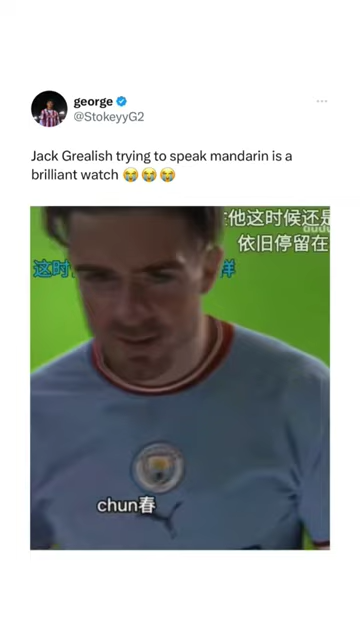 george
@StokeyyG2
Jack Grealish trying to speak mandarin is a
brilliant watch 😭😭😭
他这时候还是
依旧停留在
这时
样
chun春